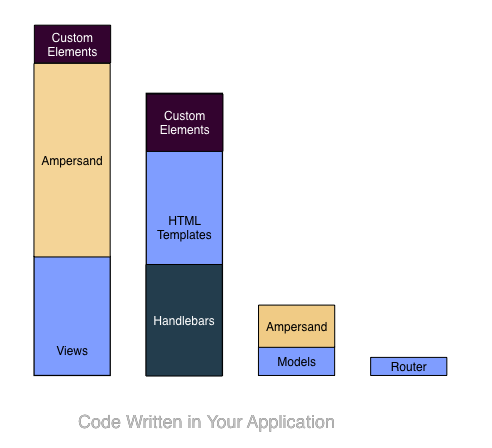 Custom
Elements
Ampersand
Views
Custom
Elements
HTML
Templates
Handlebars
Ampersand
Models
Router
Code Written in Your Application